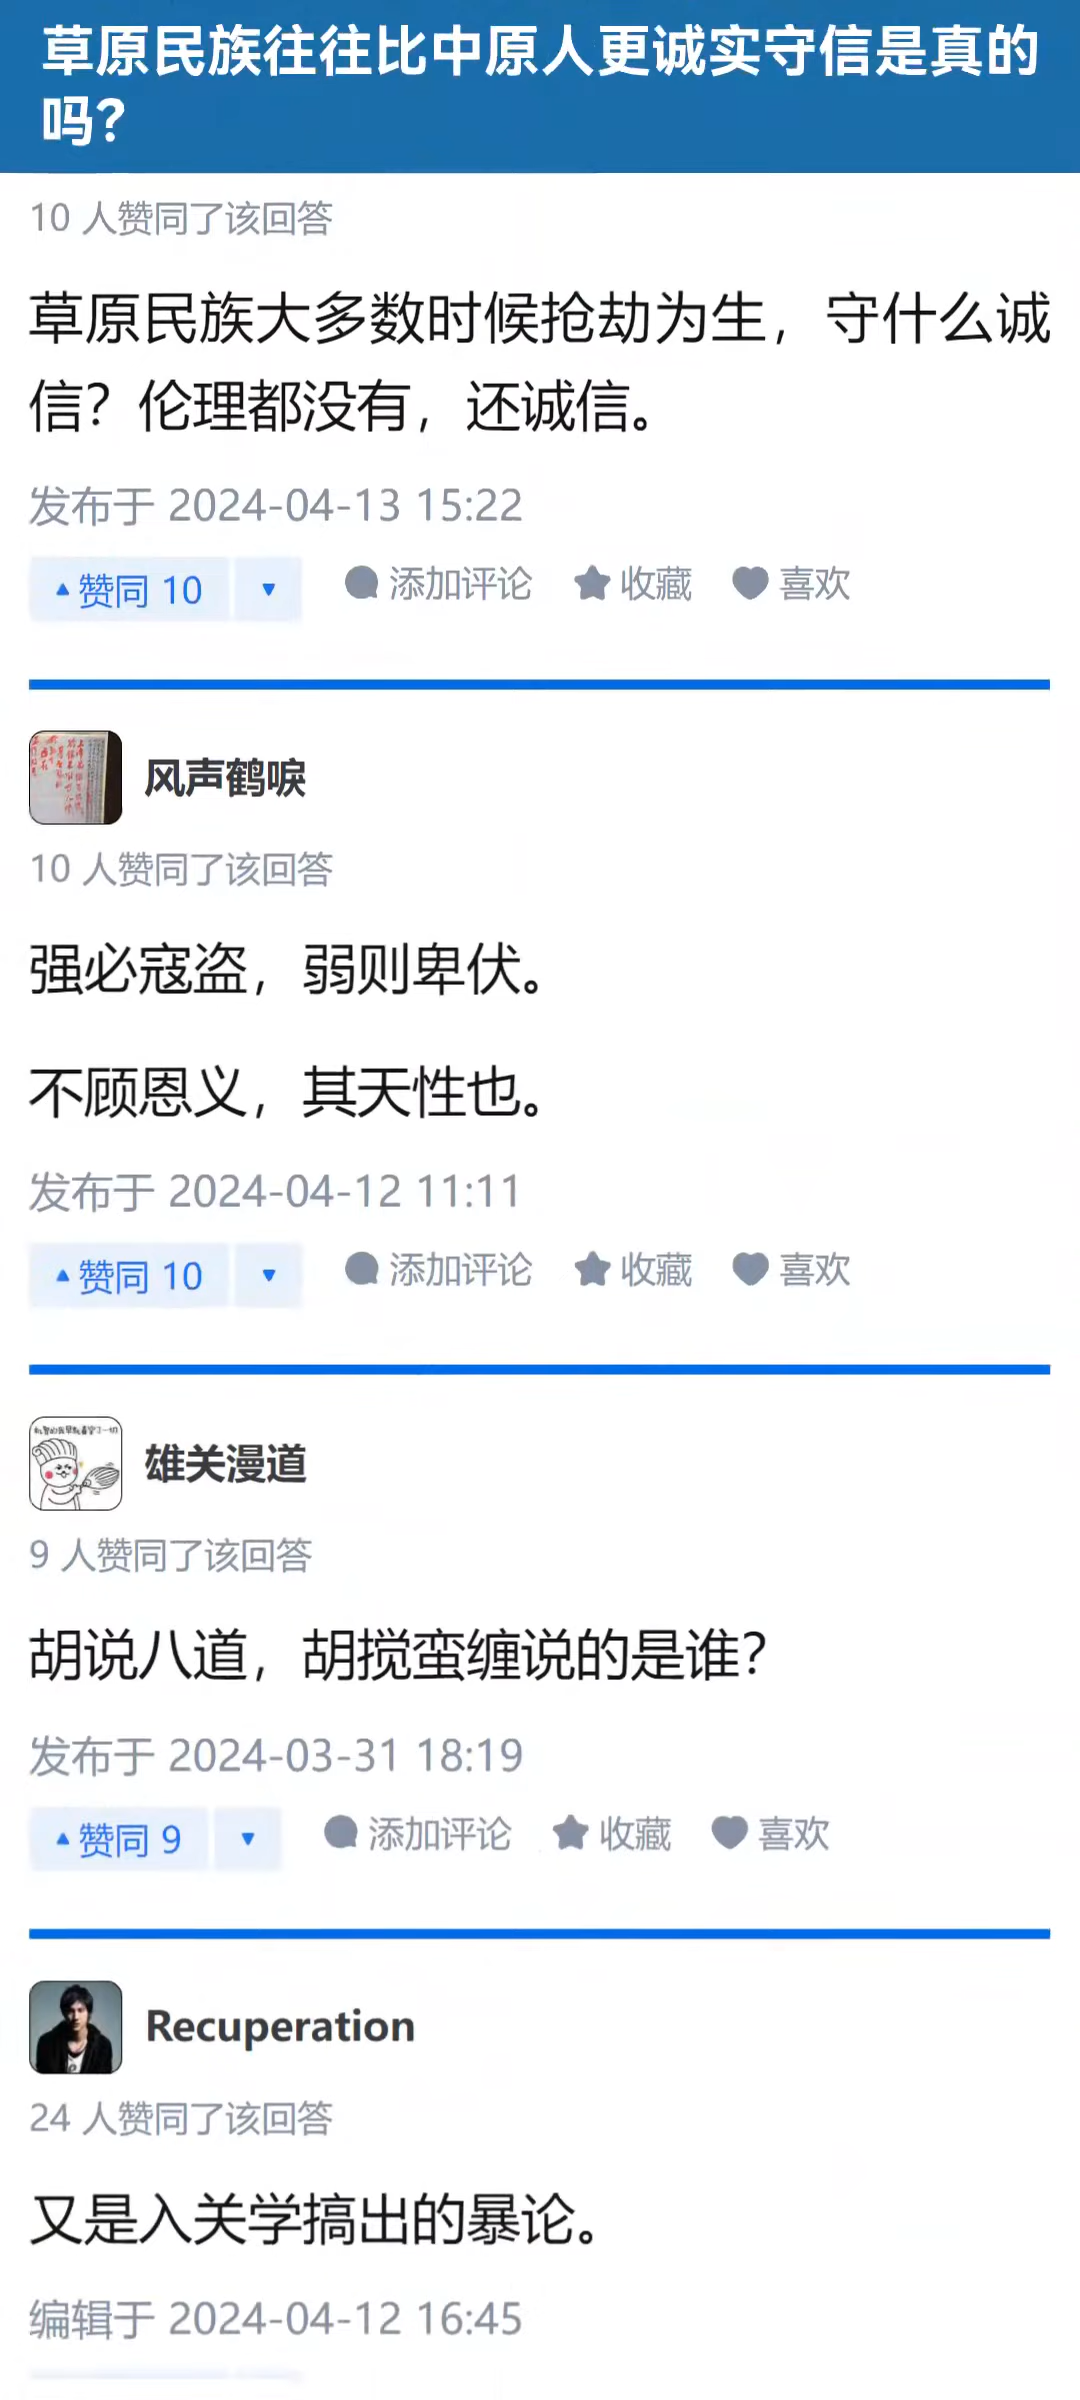 草原民族往往比中原人更诚实守信是真的
吗？
10 人赞同了该回答
草原民族大多数时候抢劫为生，守什么诚
信？伦理都没有，还诚信。
发布于 2024-04-13 15:22
赞同 10 添加评论 收藏 喜欢
风声鹤唳
10 人赞同了该回答
强必寇盗，弱则卑伏。
不顾恩义，其天性也。
发布于 2024-04-12 11:11
赞同 10 添加评论 收藏 喜欢
雄关漫道
9 人赞同了该回答
胡说八道，胡搅蛮缠说的是谁？
发布于 2024-03-31 18:19
赞同 9 添加评论 收藏 喜欢
Recuperation
24 人赞同了该回答
又是入关学搞出的暴论。
编辑于 2024-04-12 16:45